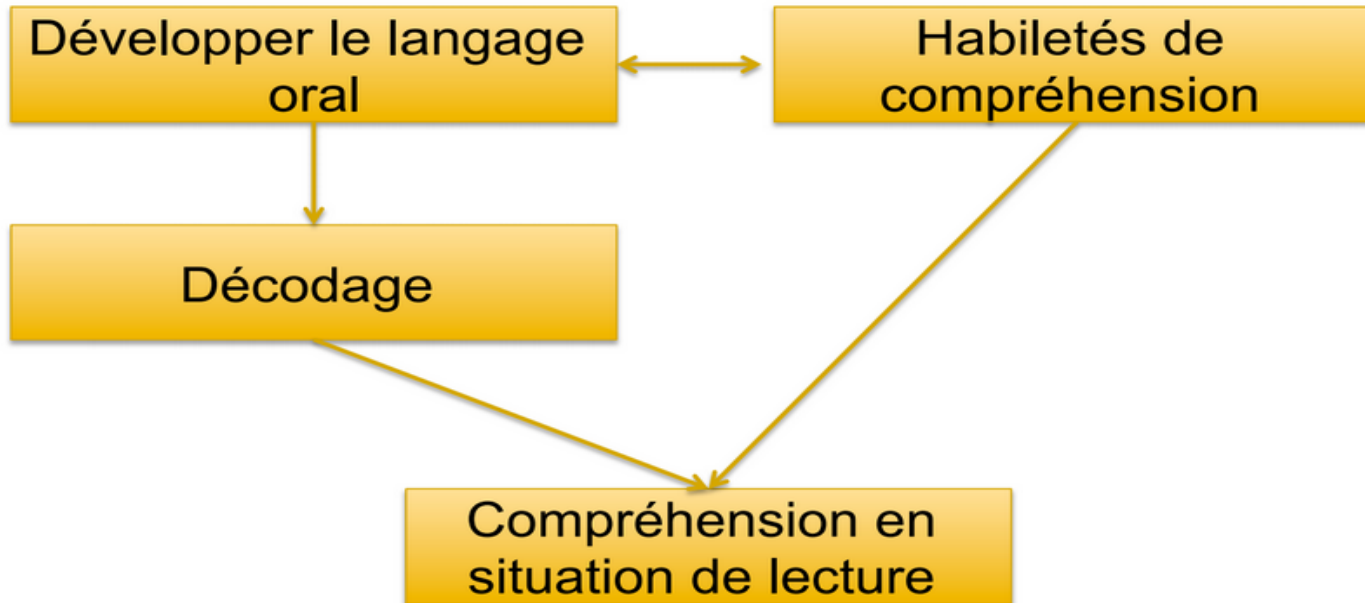 Développer le langage
oral
Habiletés de
compréhension
Décodage
Compréhension en
situation de lecture